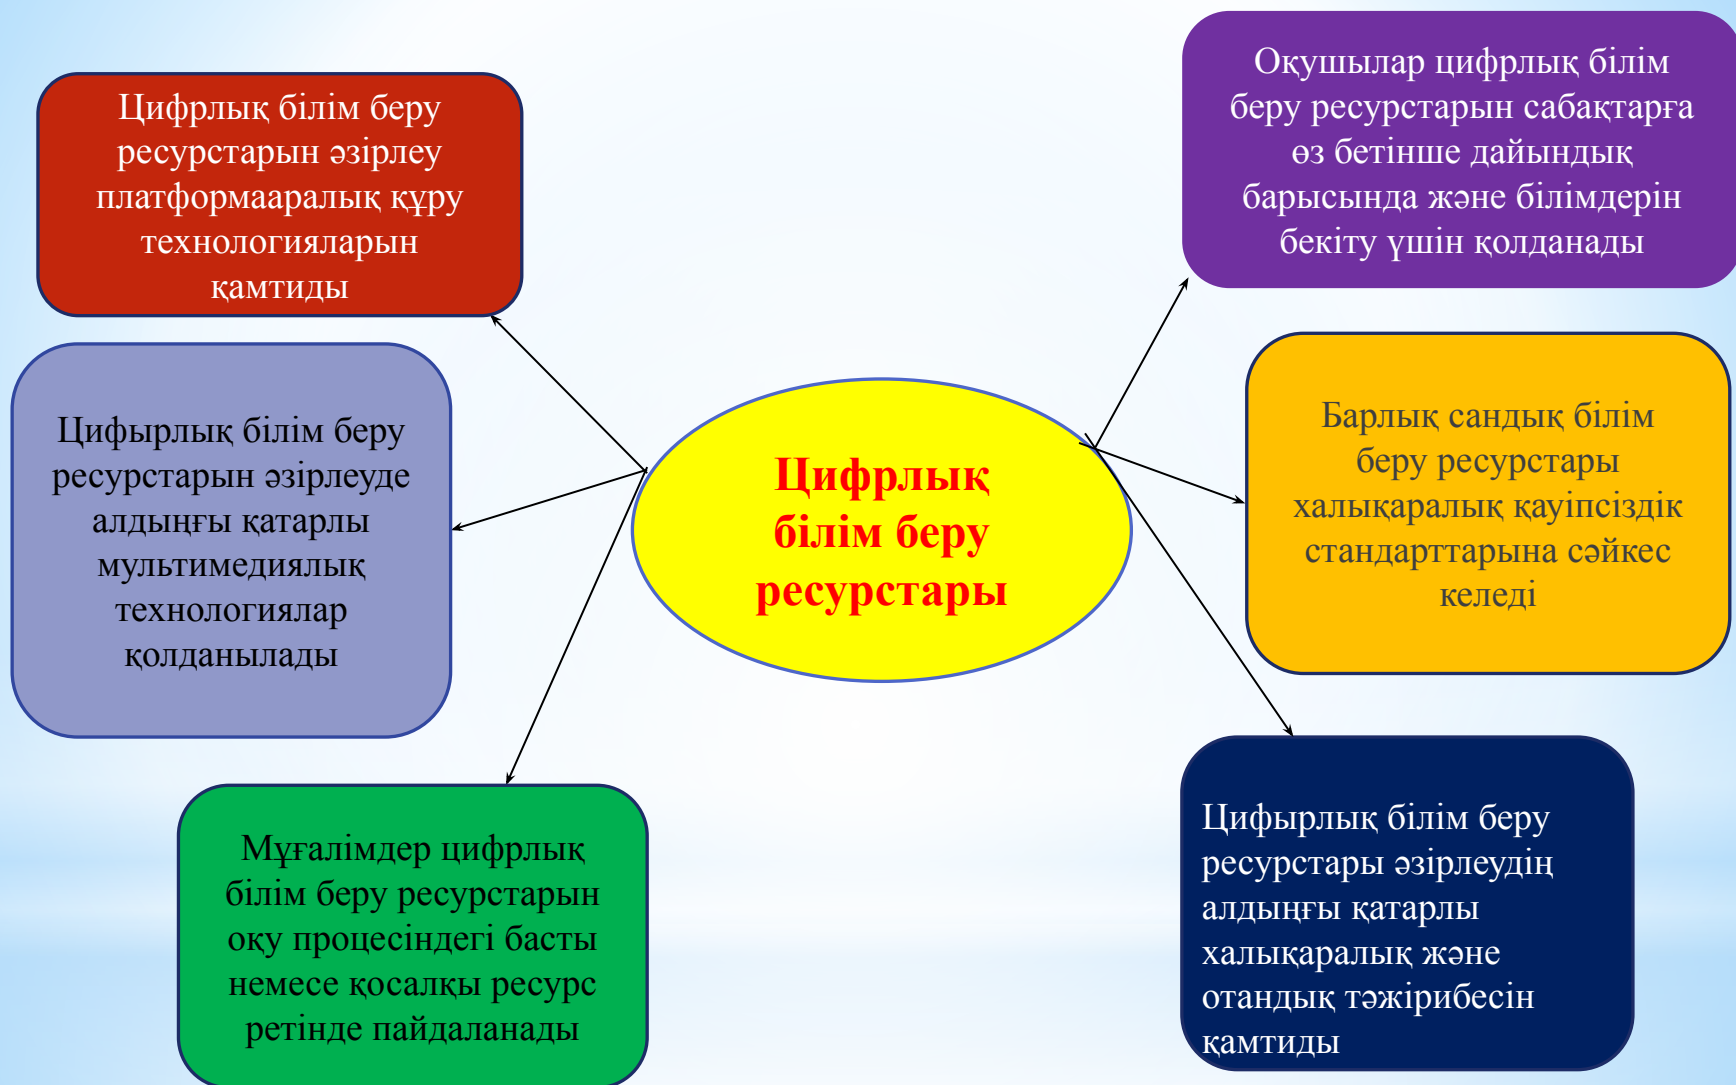 Цифрлық білім беру
ресурстарын әзірлеу
платформааралық құру
технологияларын
қамтиды
Цифырлық білім беру
ресурстарын әзірлеуде
алдыңғы қатарлы
мультимедиялық
технологиялар
қолданылады
Мұғалімдер цифрлық
білім беру ресурстарын
оқу процесіндегі басты
немесе қосалқы ресурс
ретінде пайдаланады
Цифрлық
білім беру
ресурстары
Оқушылар цифрлық білім
беру ресурстарын сабақтарға
өз бетінше дайындық
барысында және білімдерін
бекіту үшін қолданады
Барлық сандық білім
беру ресурстары
халықаралық қауіпсіздік
стандарттарына сәйкес
келеді
Цифырлық білім беру
ресурстары әзірлеудің
алдыңғы қатарлы
халықаралық және
отандық тәжірибесін
қамтиды